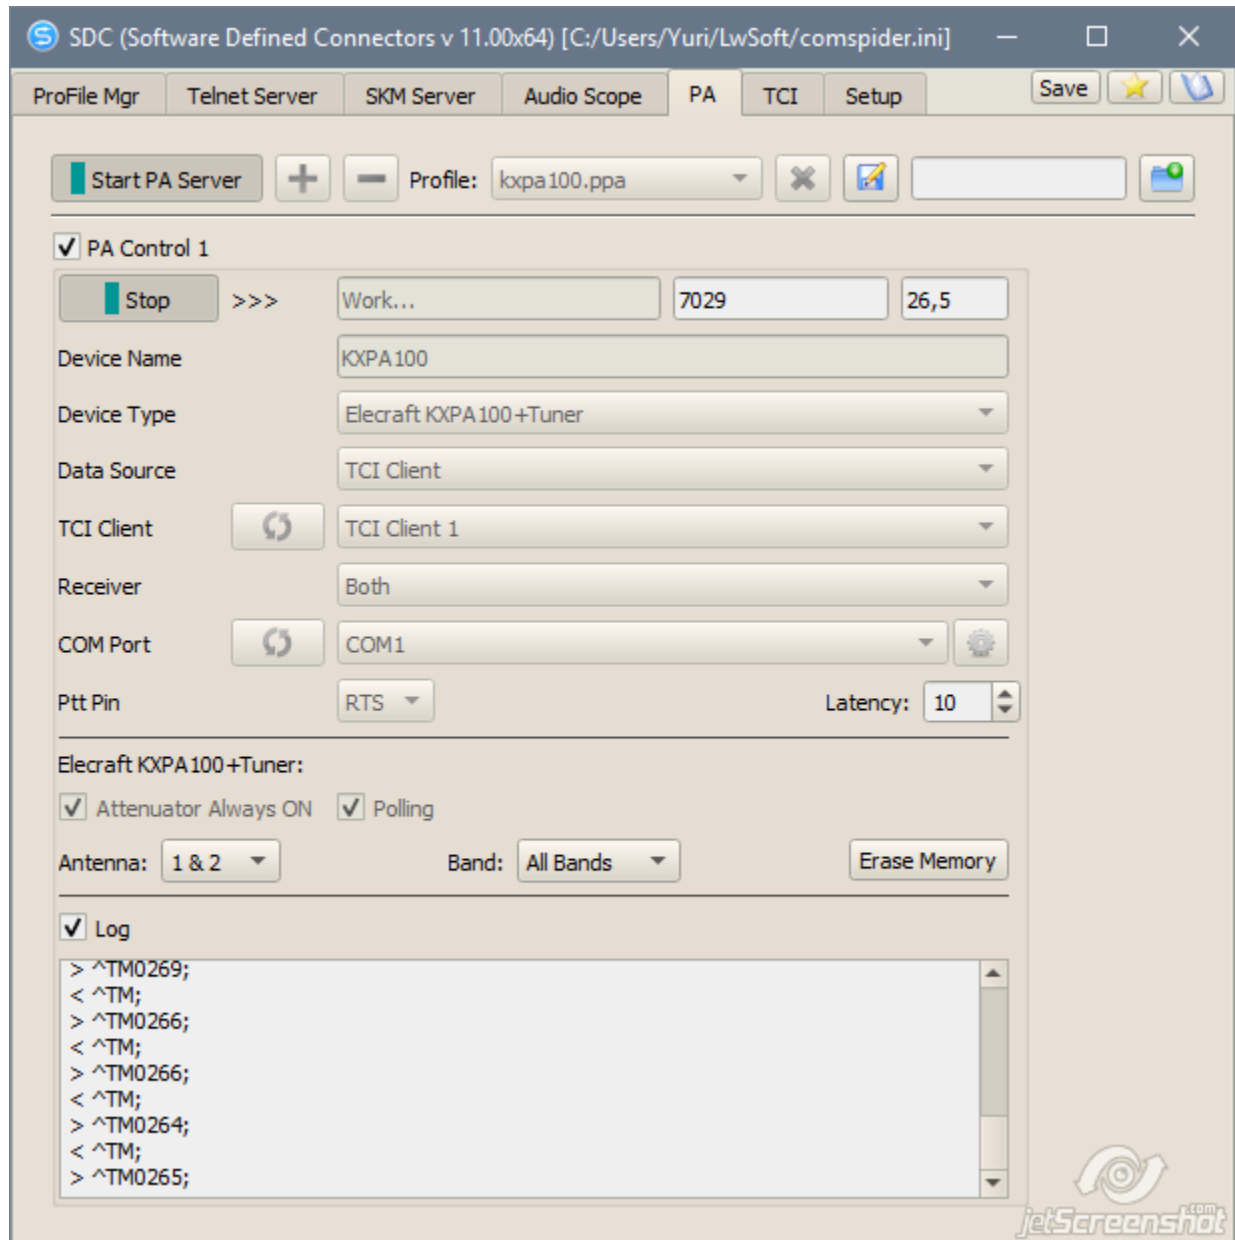 SDC (Software Defined Connectors v 11.00x64) [C:/Users/Yuri/LwSoft/comspider.ini]
ProFile Mgr Telnet Server SKM Server Audio Scope PA TCI Setup Save
Start PA Server Profile: kxpa100.ppa
PA Control 1
Stop >>> Work... 7029 26,5
Device Name KXPA100
Device Type Elecraft KXPA100+Tuner
Data Source TCI Client
TCI Client TCI Client 1
Receiver Both
COM Port COM1
Ptt Pin RTS Latency: 10
Elecraft KXPA100+Tuner:
Attenuator Always ON Polling
Antenna: 1 & 2 Band: All Bands Erase Memory
Log
> ^TM0269;
< ^TM;
> ^TM0266;
< ^TM;
> ^TM0266;
< ^TM;
> ^TM0264;
< ^TM;
> ^TM0265;
jetScreenshot.com